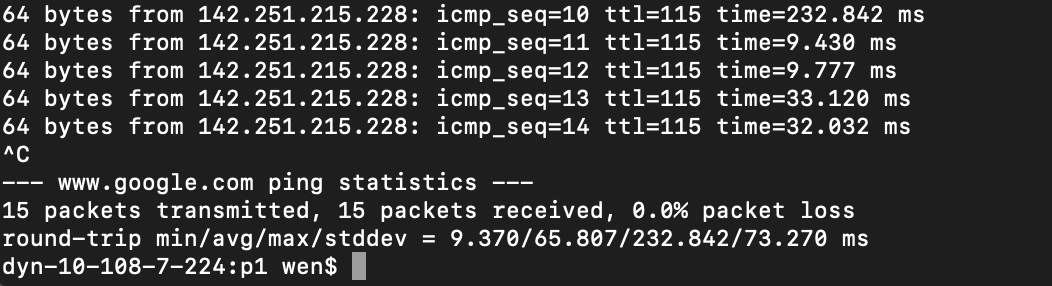 64 bytes from 142.251.215.228: icmp_seq=10 ttl=115 time=232.842 ms
64 bytes from 142.251.215.228: icmp_seq=11 ttl=115 time=9.430 ms
64 bytes from 142.251.215.228: icmp_seq=12 ttl=115 time=9.777 ms
64 bytes from 142.251.215.228: icmp_seq=13 ttl=115 time=33.120 ms
64 bytes from 142.251.215.228: icmp_seq=14 ttl=115 time=32.032 ms
^C
--- www.google.com ping statistics ---
15 packets transmitted, 15 packets received, 0.0% packet loss
round-trip min/avg/max/stddev = 9.370/65.807/232.842/73.270 ms
dyn-10-108-7-224:p1 wen$